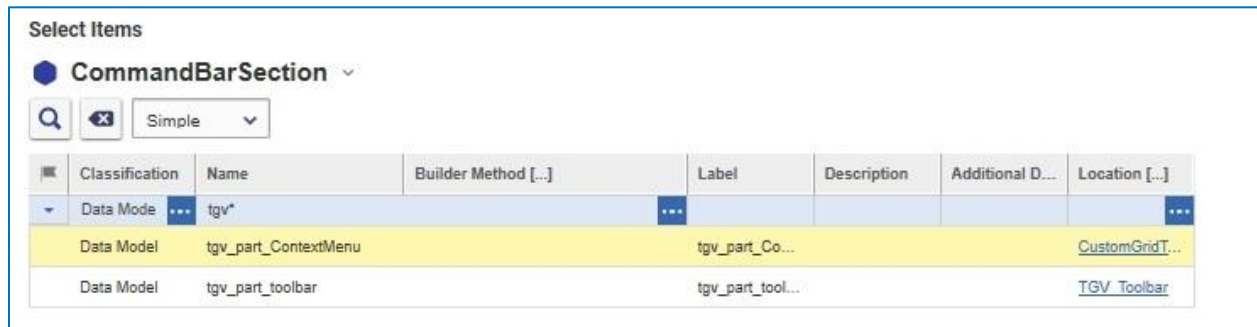 Select Items
CommandBarSection
Simple
Classification Name Builder Method [...] Label Description Additional D... Location [...]
Data Mode ... tgv* ... ...
Data Model tgv_part_ContextMenu tgv_part_Co... CustomGridT...
Data Model tgv_part_toolbar tgv_part_tool... TGV_Toolbar